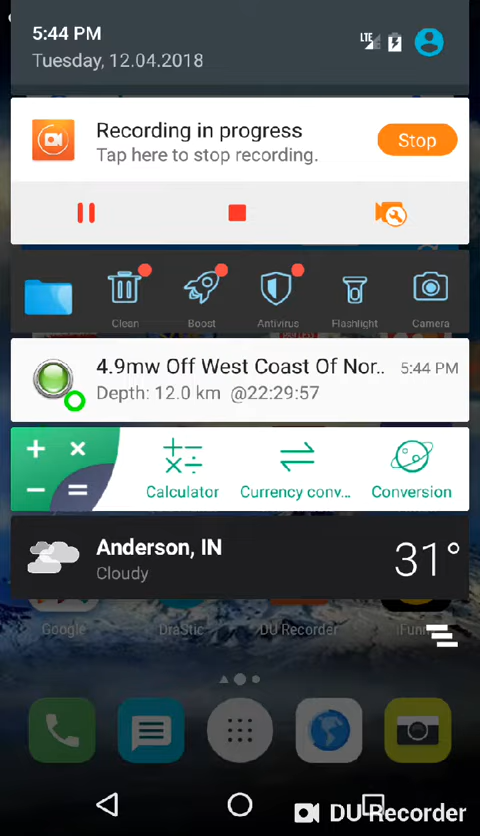 5:44 PM
LTE
Tuesday, 12.04.2018
Recording in progress
Tap here to stop recording.
Stop
Clean Boost Antivirus Flashlight Camera
4.9mw Off West Coast Of Nor.. 5:44 PM
Depth: 12.0 km @22:29:57
Calculator Currency conv... Conversion
Anderson, IN
Cloudy
31°
Google DraStic DU Recorder iFunny
DU Recorder